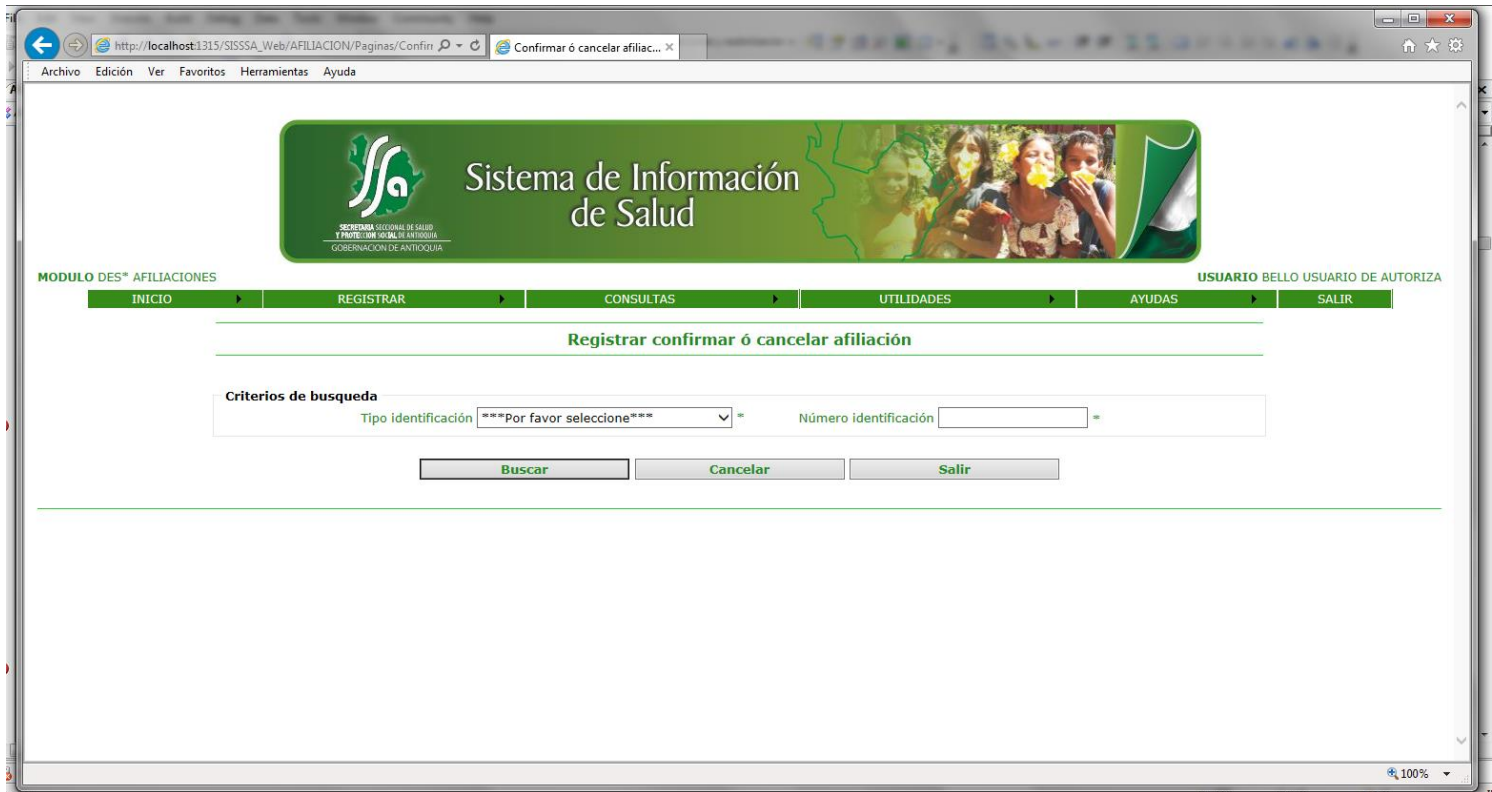 http://localhost:1315/SISSSA_Web/AFILIACION/Paginas/Confir
Confirmar ó cancelar afiliac...
Archivo Edición Ver Favoritos Herramientas Ayuda
SECRETARIA SECCIONAL DE SALUD
Y PROTECCION SOCIAL DE ANTIOQUIA
GOBERNACION DE ANTIOQUIA
Sistema de Información
de Salud
MODULO DES* AFILIACIONES
USUARIO BELLO USUARIO DE AUTORIZA
INICIO REGISTRAR CONSULTAS UTILIDADES AYUDAS SALIR
Registrar confirmar ó cancelar afiliación
Criterios de busqueda
Tipo identificación ***Por favor seleccione*** * Número identificación *
Buscar Cancelar Salir
100%